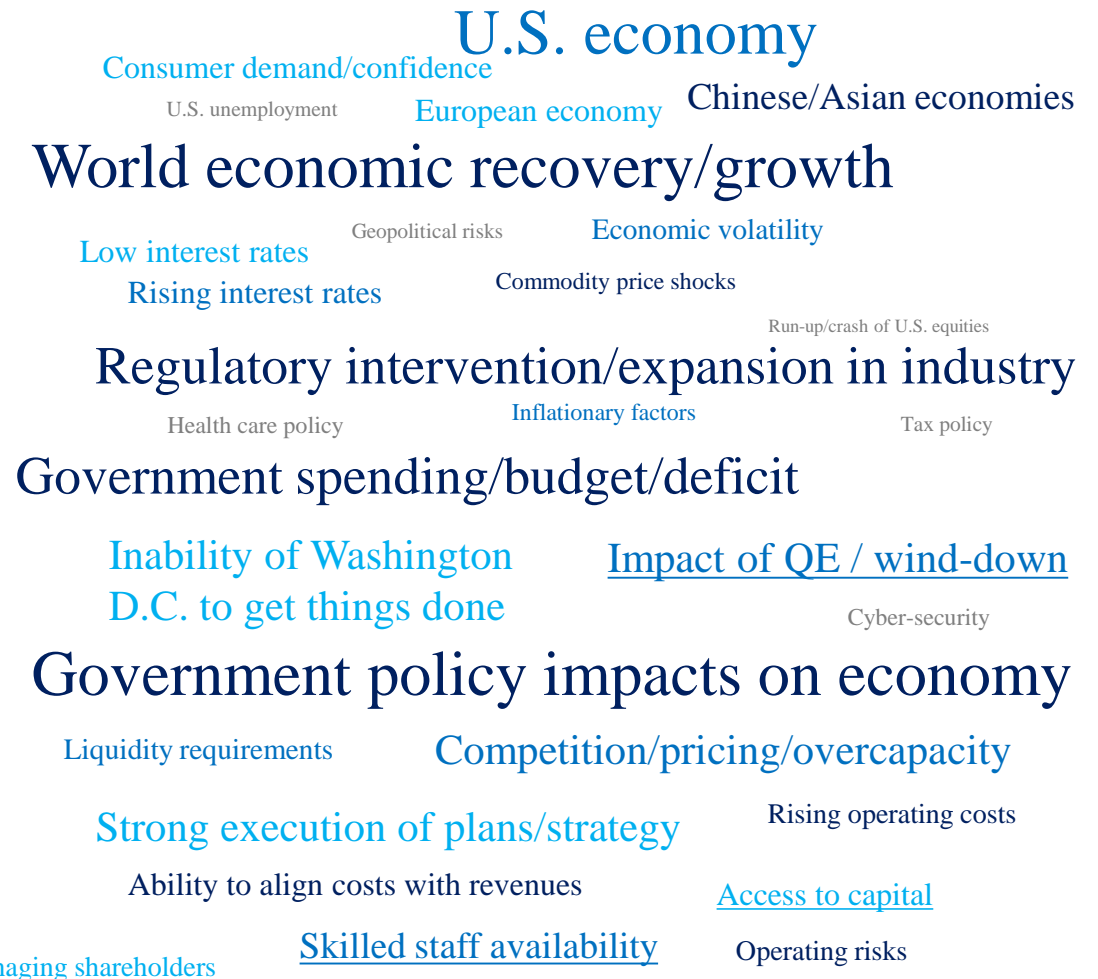 U.S. economy
Consumer demand/confidence
Chinese/Asian economies
U.S. unemployment
European economy
World economic recovery/growth
Geopolitical risks
Economic volatility
Low interest rates
Rising interest rates
Commodity price shocks
Run-up/crash of U.S. equities
Regulatory intervention/expansion in industry
Health care policy
Inflationary factors
Tax policy
Government spending/budget/deficit
Inability of Washington
D.C. to get things done
Impact of QE / wind-down
Cyber-security
Government policy impacts on economy
Liquidity requirements
Competition/pricing/overcapacity
Strong execution of plans/strategy
Rising operating costs
Ability to align costs with revenues
Access to capital
Skilled staff availability
Operating risks
shareholders